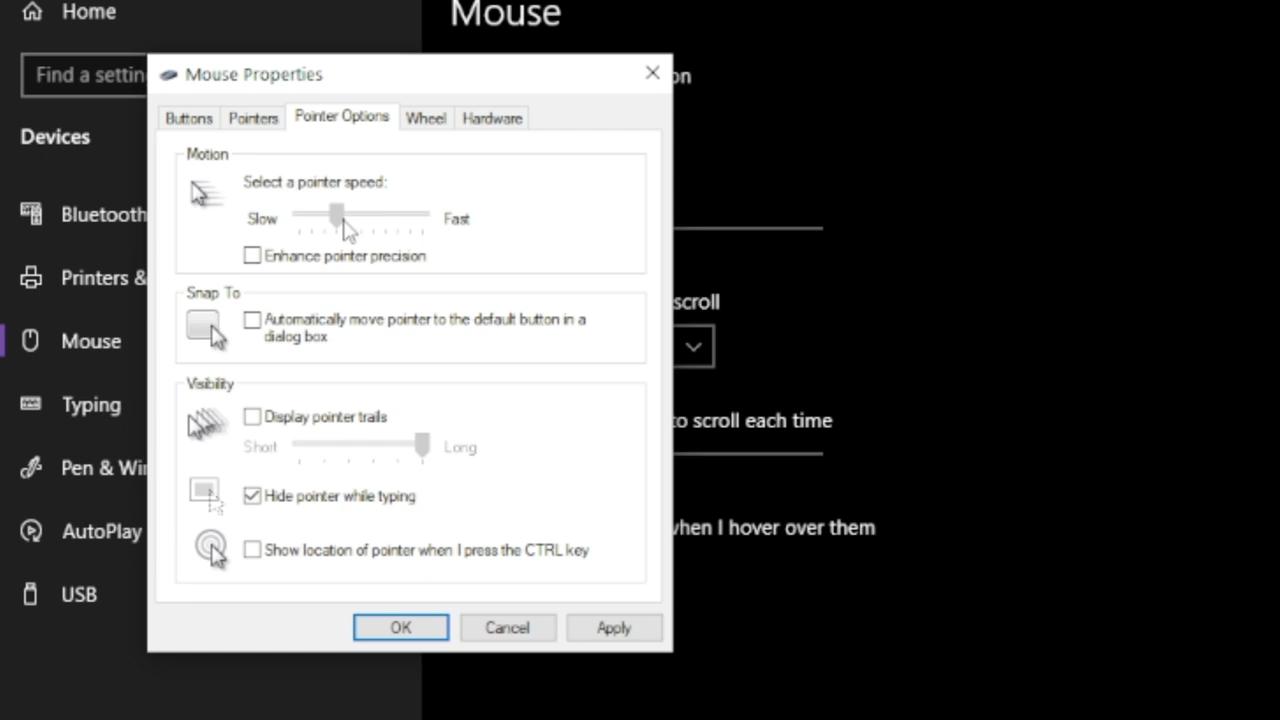 Home
Mouse
Find a settin
Mouse Properties
on
Buttons Pointers Pointer Options Wheel Hardware
Devices
Motion
Select a pointer speed:
Bluetooth
Slow Fast
Enhance pointer precision
Printers &
Snap To
scroll
Automatically move pointer to the default button in a
dialog box
Mouse
Visibility
Typing
Display pointer trails
to scroll each time
Short Long
Pen & Win
Hide pointer while typing
AutoPlay
when I hover over them
Show location of pointer when I press the CTRL key
USB
OK Cancel Apply